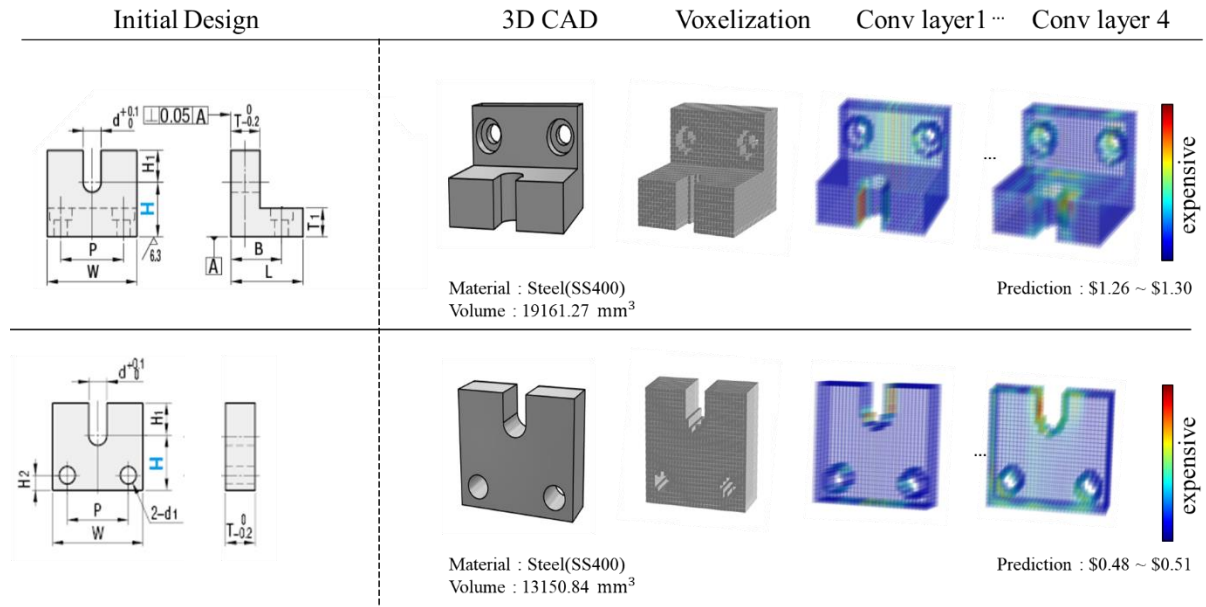 Initial Design
3D CAD
Voxelization
Conv layer1 ...
Conv layer 4
d +0.1 0
⊥ 0.05 A
T 0 -0.2
H1
H
P
W
6.3
A
B
L
T1
...
expensive
Material : Steel(SS400)
Volume : 19161.27 mm³
Prediction : $1.26 ~ $1.30
d +0.1 0
H1
H
H2
P
W
2-d1
T 0 -0.2
...
expensive
Material : Steel(SS400)
Volume : 13150.84 mm³
Prediction : $0.48 ~ $0.51